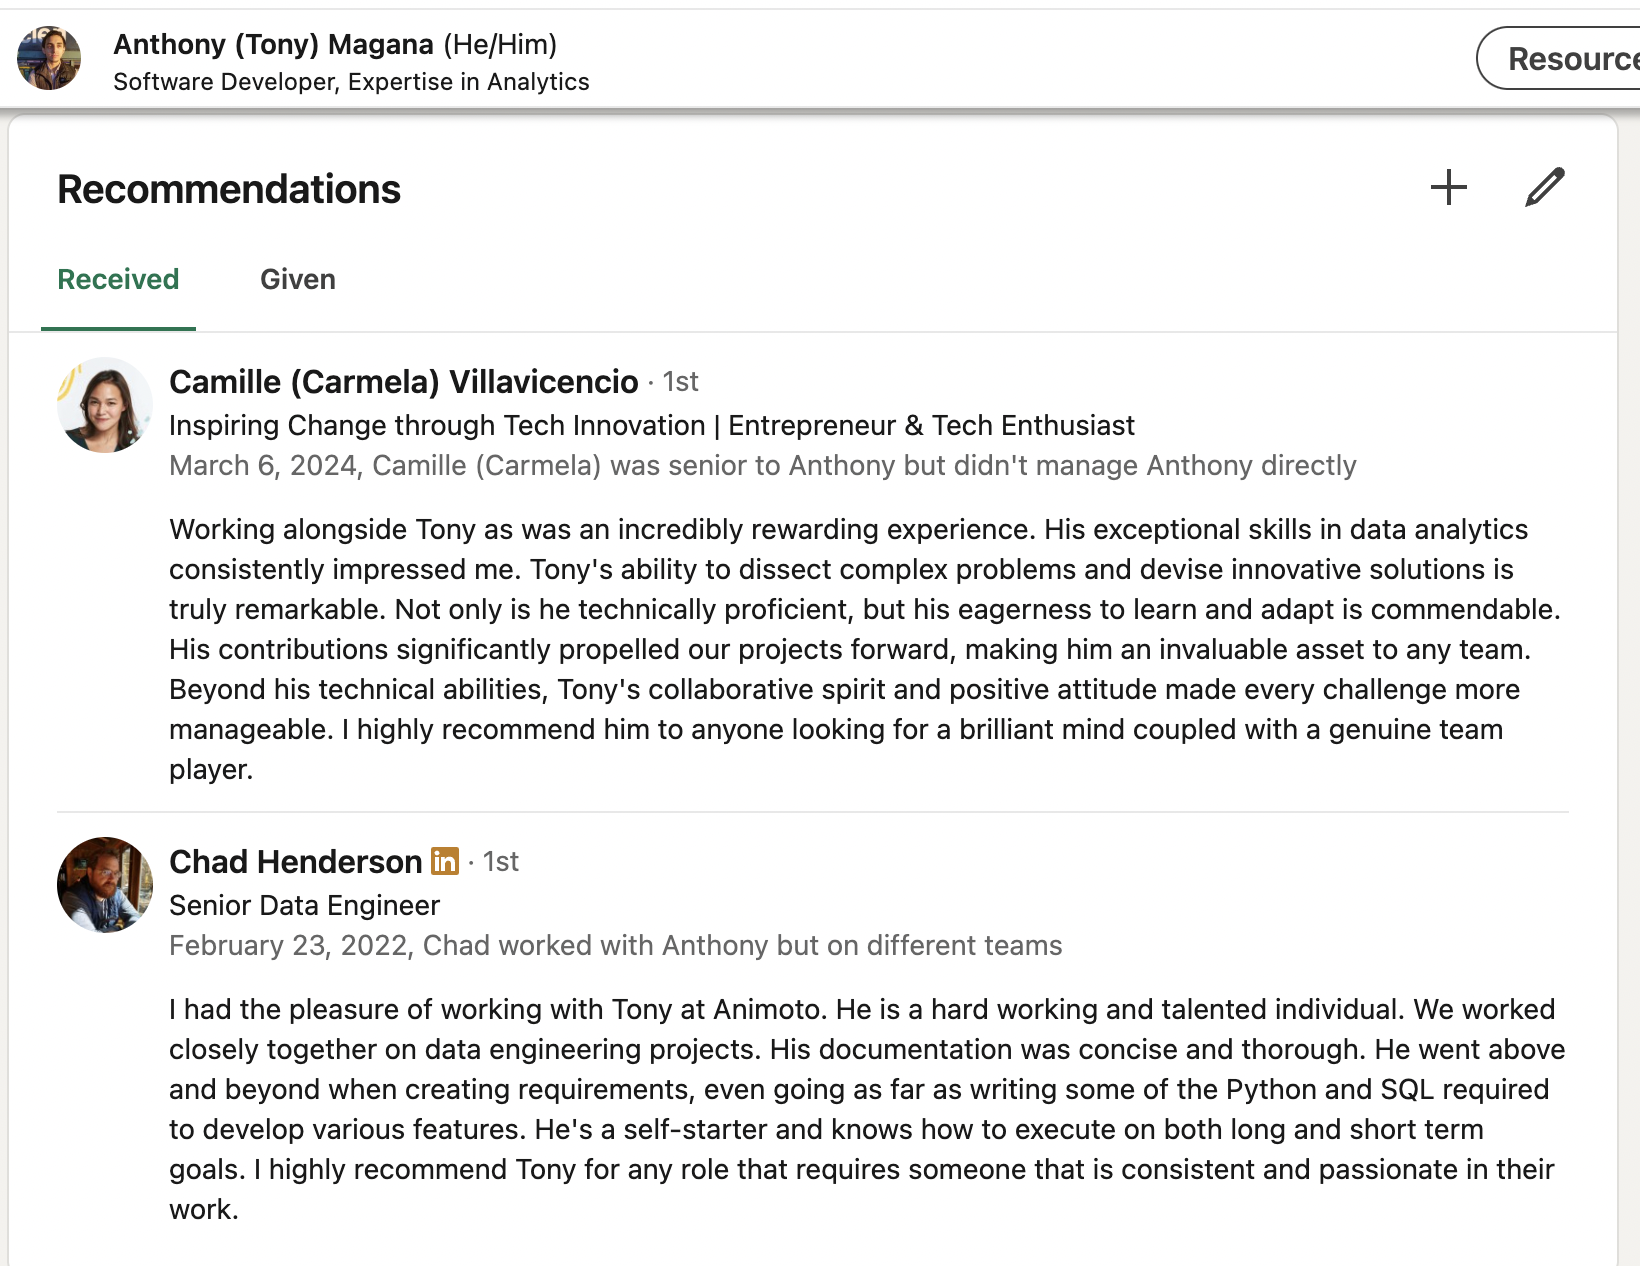 Anthony (Tony) Magana (He/Him)
Software Developer, Expertise in Analytics
Resource
Recommendations
Received
Given
Camille (Carmela) Villavicencio · 1st
Inspiring Change through Tech Innovation | Entrepreneur & Tech Enthusiast
March 6, 2024, Camille (Carmela) was senior to Anthony but didn't manage Anthony directly
Working alongside Tony as was an incredibly rewarding experience. His exceptional skills in data analytics
consistently impressed me. Tony's ability to dissect complex problems and devise innovative solutions is
truly remarkable. Not only is he technically proficient, but his eagerness to learn and adapt is commendable.
His contributions significantly propelled our projects forward, making him an invaluable asset to any team.
Beyond his technical abilities, Tony's collaborative spirit and positive attitude made every challenge more
manageable. I highly recommend him to anyone looking for a brilliant mind coupled with a genuine team
player.
Chad Henderson in · 1st
Senior Data Engineer
February 23, 2022, Chad worked with Anthony but on different teams
I had the pleasure of working with Tony at Animoto. He is a hard working and talented individual. We worked
closely together on data engineering projects. His documentation was concise and thorough. He went above
and beyond when creating requirements, even going as far as writing some of the Python and SQL required
to develop various features. He's a self-starter and knows how to execute on both long and short term
goals. I highly recommend Tony for any role that requires someone that is consistent and passionate in their
work.